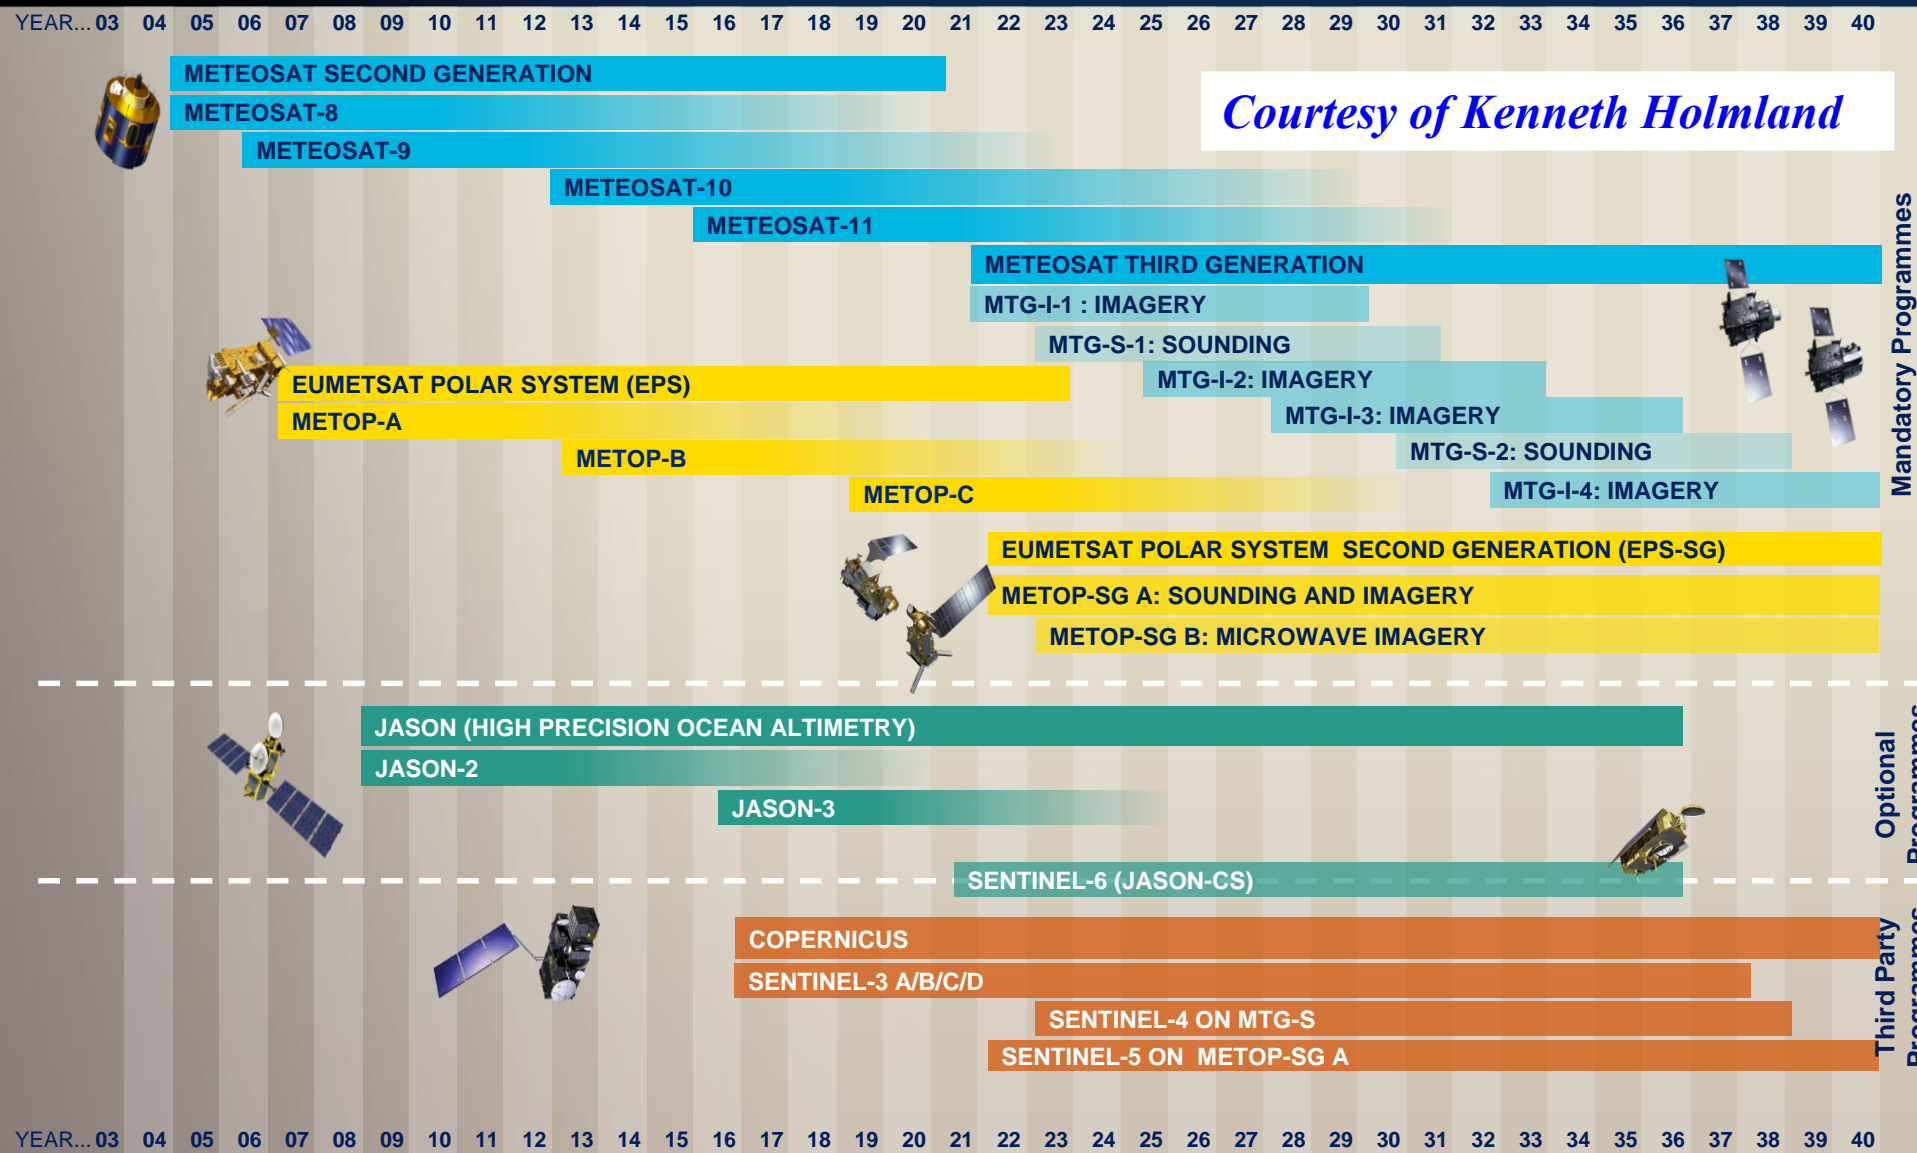 YEAR... 03 04 05 06 07 08 09 10 11 12 13 14 15 16 17 18 19 20 21 22 23 24 25 26 27 28 29 30 31 32 33 34 35 36 37 38 39 40
METEOSAT SECOND GENERATION
Courtesy of Kenneth Holmland
METEOSAT-8
METEOSAT-9
METEOSAT-10
METEOSAT-11
METEOSAT THIRD GENERATION
MTG-I-1 : IMAGERY
MTG-S-1: SOUNDING
EUMETSAT POLAR SYSTEM (EPS)
MTG-I-2: IMAGERY
METOP-A
MTG-I-3: IMAGERY
METOP-B
MTG-S-2: SOUNDING
METOP-C
MTG-I-4: IMAGERY
Mandatory Programmes
EUMETSAT POLAR SYSTEM SECOND GENERATION (EPS-SG)
METOP-SG A: SOUNDING AND IMAGERY
METOP-SG B: MICROWAVE IMAGERY
JASON (HIGH PRECISION OCEAN ALTIMETRY)
JASON-2
JASON-3
SENTINEL-6 (JASON-CS)
Optional
Programmes
COPERNICUS
SENTINEL-3 A/B/C/D
SENTINEL-4 ON MTG-S
SENTINEL-5 ON METOP-SG A
Third Party
Programmes
YEAR... 03 04 05 06 07 08 09 10 11 12 13 14 15 16 17 18 19 20 21 22 23 24 25 26 27 28 29 30 31 32 33 34 35 36 37 38 39 40